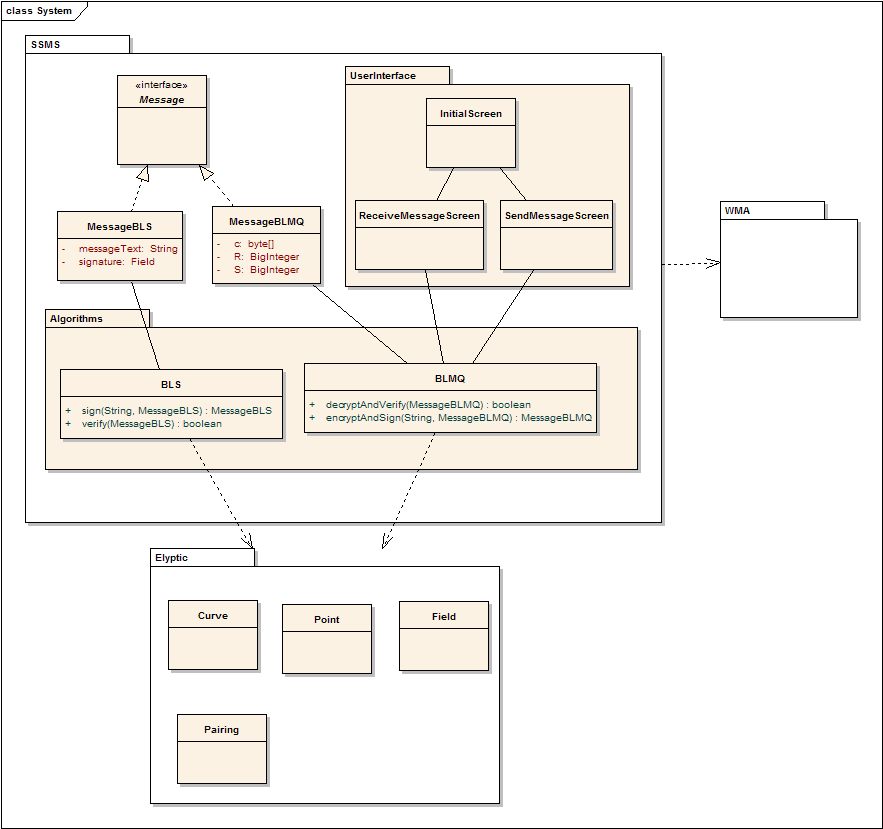 class System
SSMS
«interface»
Message
UserInterface
InitialScreen
ReceiveMessageScreen
SendMessageScreen
WMA
MessageBLS
- messageText: String
- signature: Field
MessageBLMQ
- c: byte[]
- R: BigInteger
- S: BigInteger
Algorithms
BLS
+ sign(String, MessageBLS) : MessageBLS
+ verify(MessageBLS) : boolean
BLMQ
+ decryptAndVerify(MessageBLMQ) : boolean
+ encryptAndSign(String, MessageBLMQ) : MessageBLMQ
Elyptic
Curve
Point
Field
Pairing